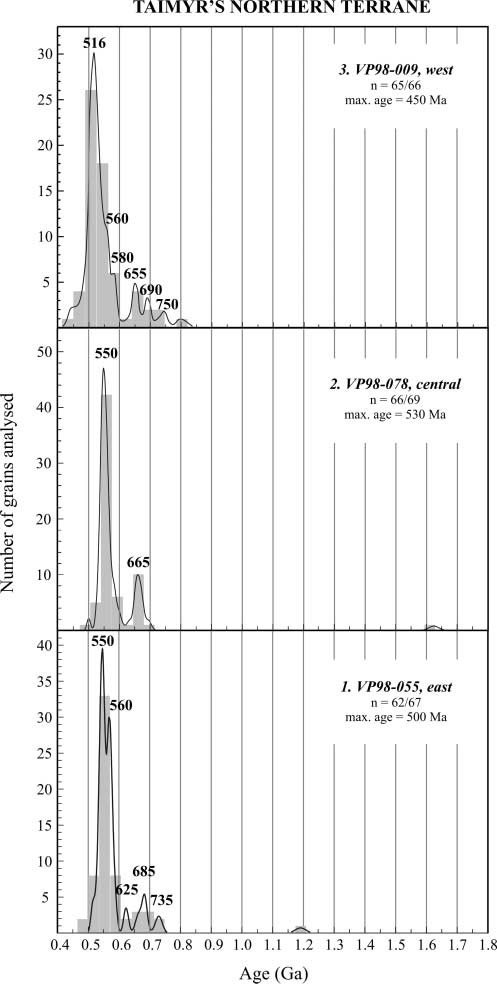 TAIMYR'S NORTHERN TERRANE
30
25
20
15
10
5
516
560
580
655
690
750
3. VP98-009, west
n = 65/66
max. age = 450 Ma
50
40
30
20
10
550
665
2. VP98-078, central
n = 66/69
max. age = 530 Ma
Number of grains analysed
40
35
30
25
20
15
10
5
550
560
625
685
735
1. VP98-055, east
n = 62/67
max. age = 500 Ma
0.4 0.5 0.6 0.7 0.8 0.9 1.0 1.1 1.2 1.3 1.4 1.5 1.6 1.7 1.8
Age (Ga)